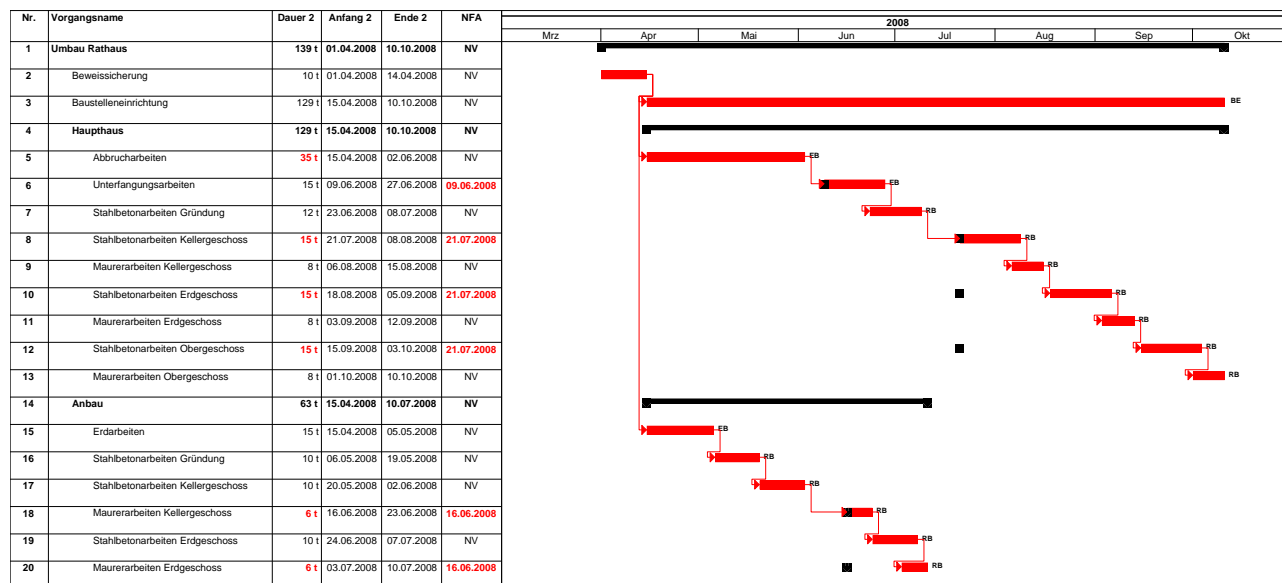 Nr. Vorgangsname Dauer 2 Anfang 2 Ende 2 NFA 2008
Mrz Apr Mai Jun Jul Aug Sep Okt
1 Umbau Rathaus 139 t 01.04.2008 10.10.2008 NV
2 Beweissicherung 10 t 01.04.2008 14.04.2008 NV
3 Baustelleneinrichtung 129 t 15.04.2008 10.10.2008 NV BE
4 Haupthaus 129 t 15.04.2008 10.10.2008 NV
5 Abbrucharbeiten 35 t 15.04.2008 02.06.2008 NV EB
6 Unterfangungsarbeiten 15 t 09.06.2008 27.06.2008 09.06.2008 EB
7 Stahlbetonarbeiten Gründung 12 t 23.06.2008 08.07.2008 NV RB
8 Stahlbetonarbeiten Kellergeschoss 15 t 21.07.2008 08.08.2008 21.07.2008 RB
9 Maurerarbeiten Kellergeschoss 8 t 06.08.2008 15.08.2008 NV RB
10 Stahlbetonarbeiten Erdgeschoss 15 t 18.08.2008 05.09.2008 21.07.2008 RB
11 Maurerarbeiten Erdgeschoss 8 t 03.09.2008 12.09.2008 NV RB
12 Stahlbetonarbeiten Obergeschoss 15 t 15.09.2008 03.10.2008 21.07.2008 RB
13 Maurerarbeiten Obergeschoss 8 t 01.10.2008 10.10.2008 NV RB
14 Anbau 63 t 15.04.2008 10.07.2008 NV
15 Erdarbeiten 15 t 15.04.2008 05.05.2008 NV EB
16 Stahlbetonarbeiten Gründung 10 t 06.05.2008 19.05.2008 NV RB
17 Stahlbetonarbeiten Kellergeschoss 10 t 20.05.2008 02.06.2008 NV RB
18 Maurerarbeiten Kellergeschoss 6 t 16.06.2008 23.06.2008 16.06.2008 RB
19 Stahlbetonarbeiten Erdgeschoss 10 t 24.06.2008 07.07.2008 NV RB
20 Maurerarbeiten Erdgeschoss 6 t 03.07.2008 10.07.2008 16.06.2008 RB